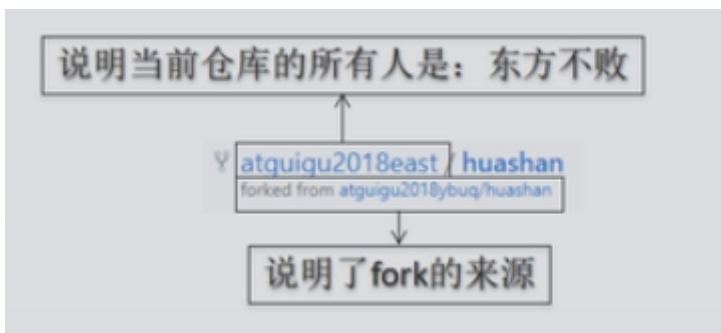 说明当前仓库的所有人是：东方不败
atguigu2018east / huashan
forked from atguigu2018ybuq/huashan
说明了fork的来源